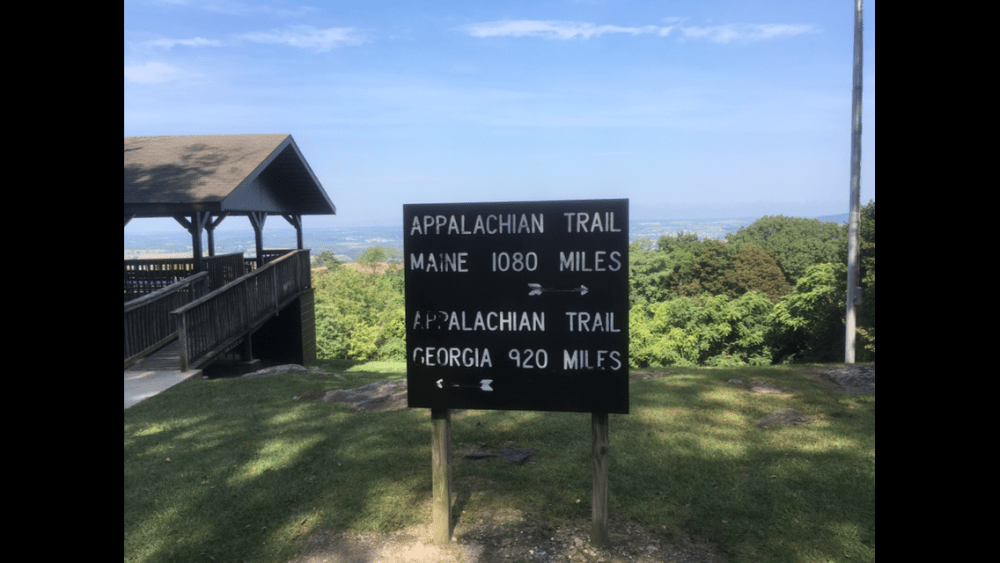 APPALACHIAN TRAIL
MAINE 1080 MILES
APPALACHIAN TRAIL
GEORGIA 920 MILES